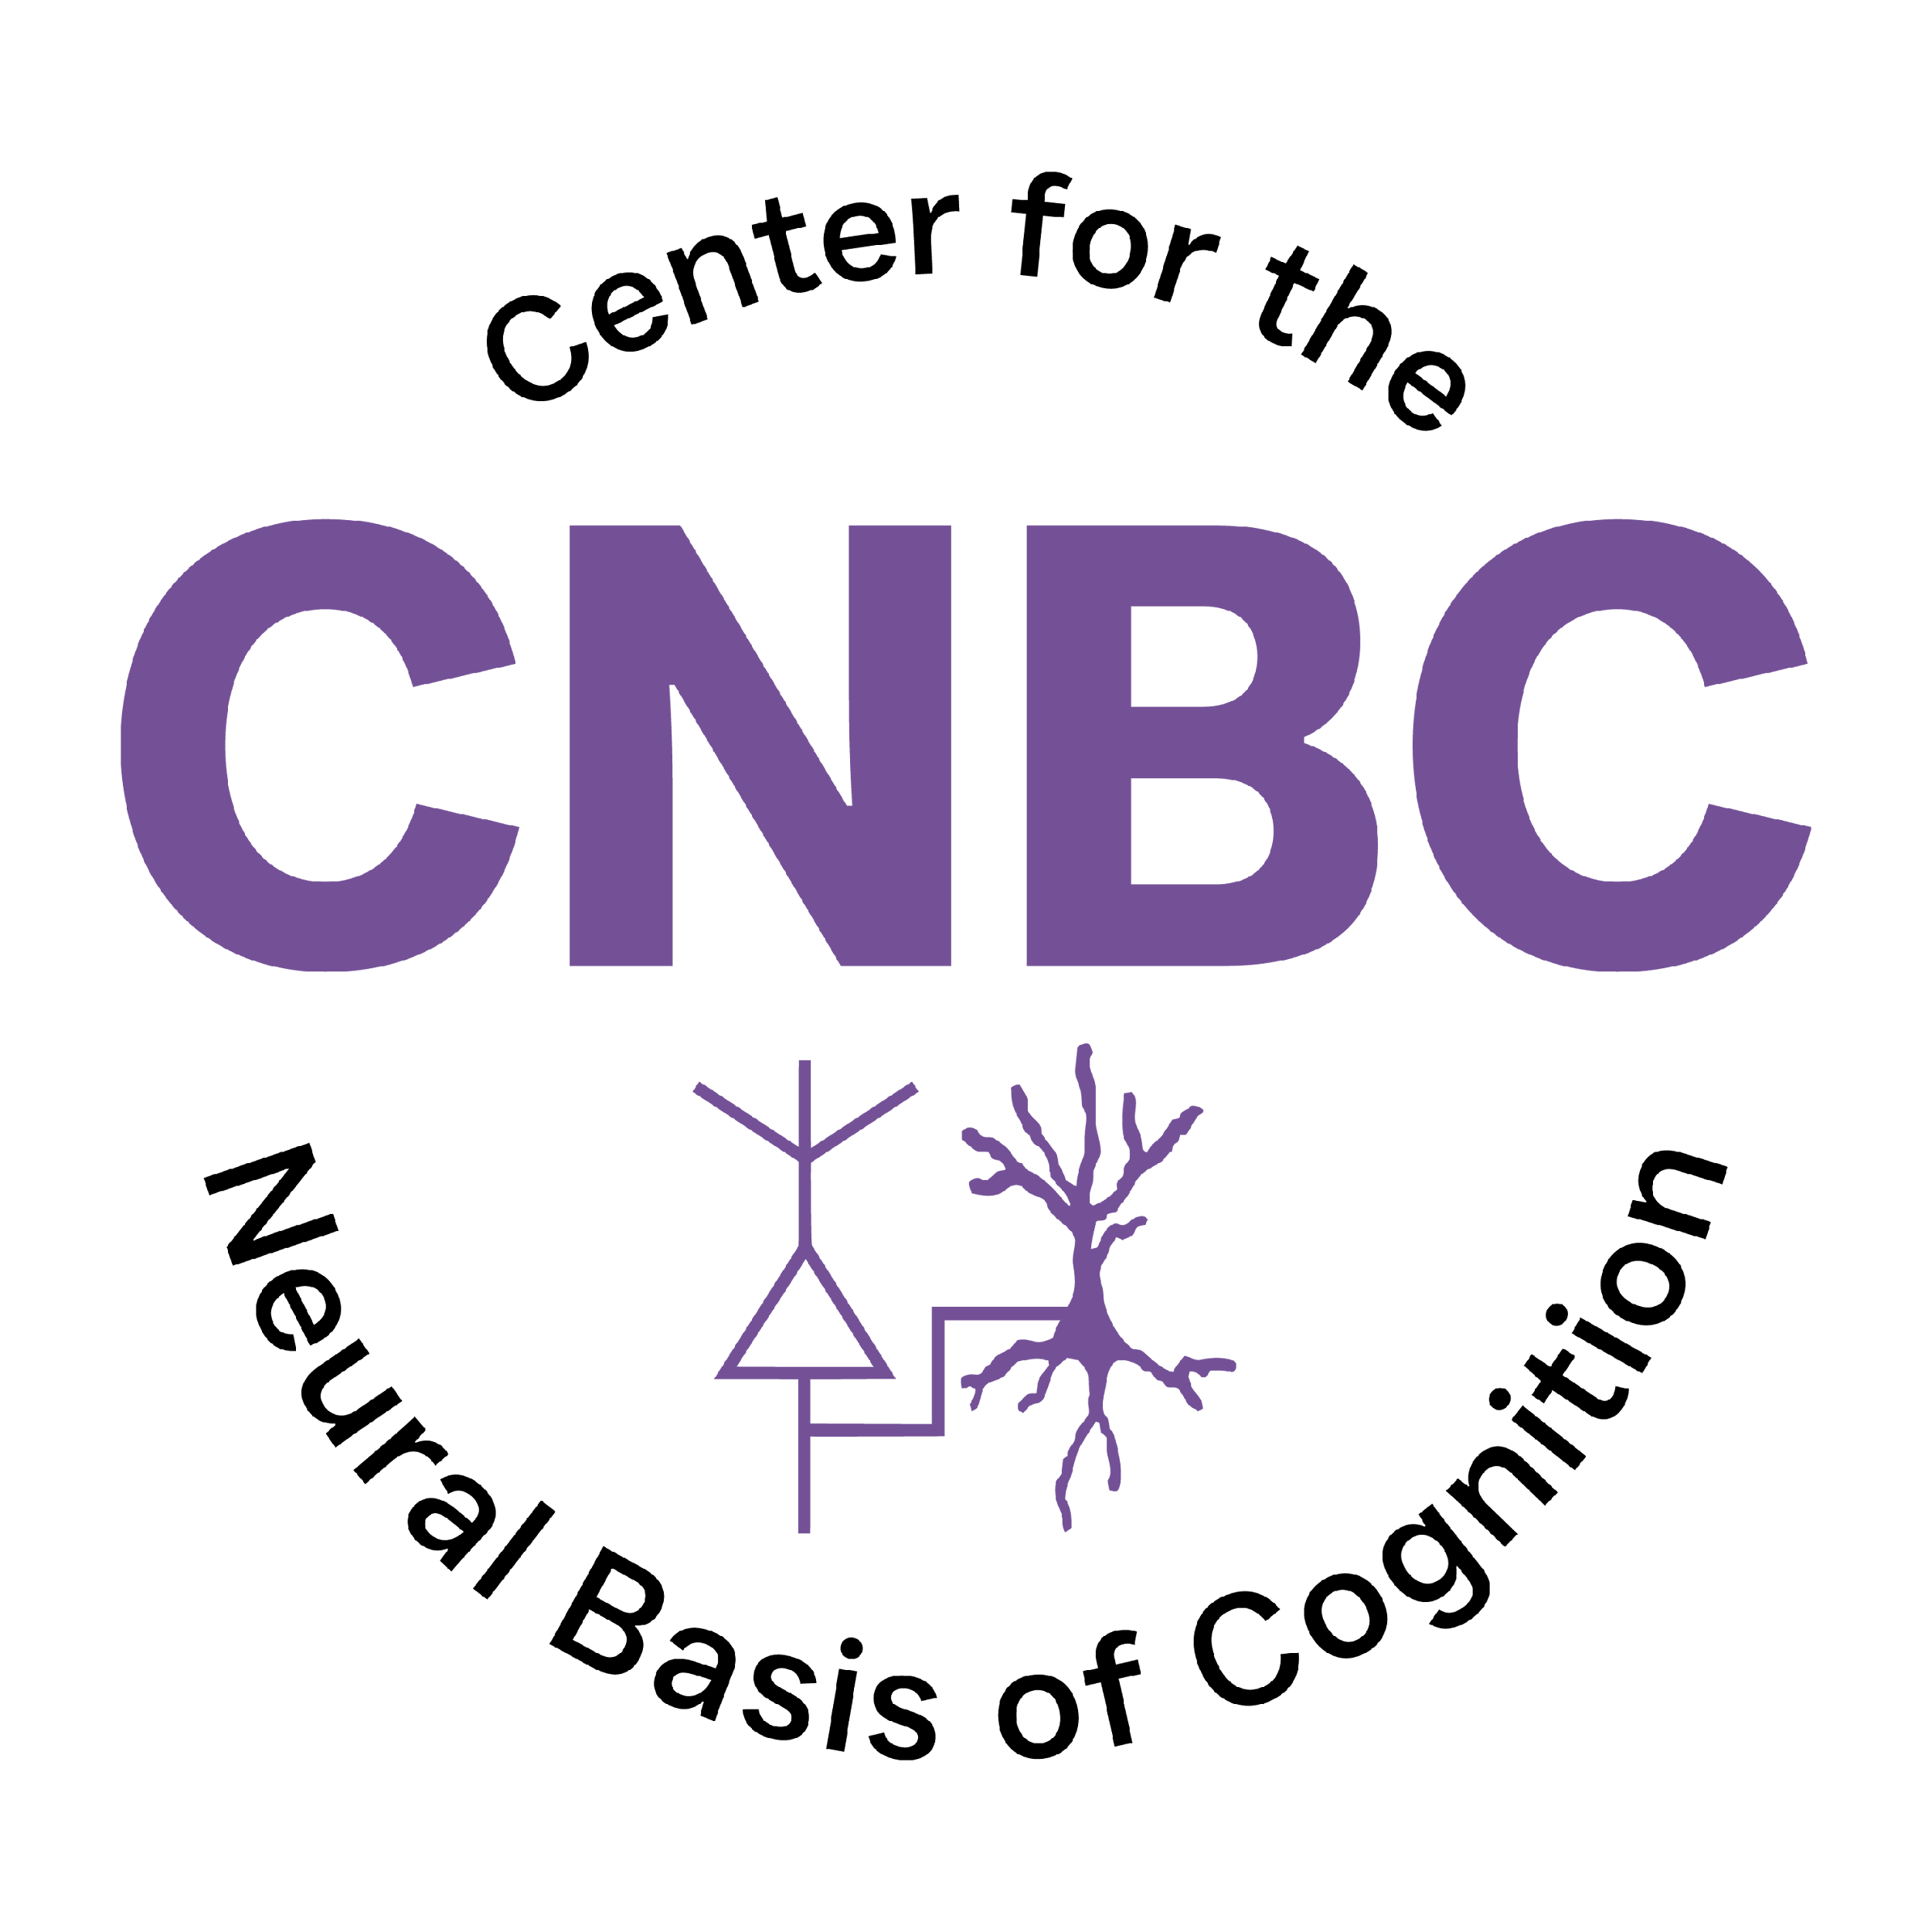 Center for the
CNBC
Neural Basis of Cognition